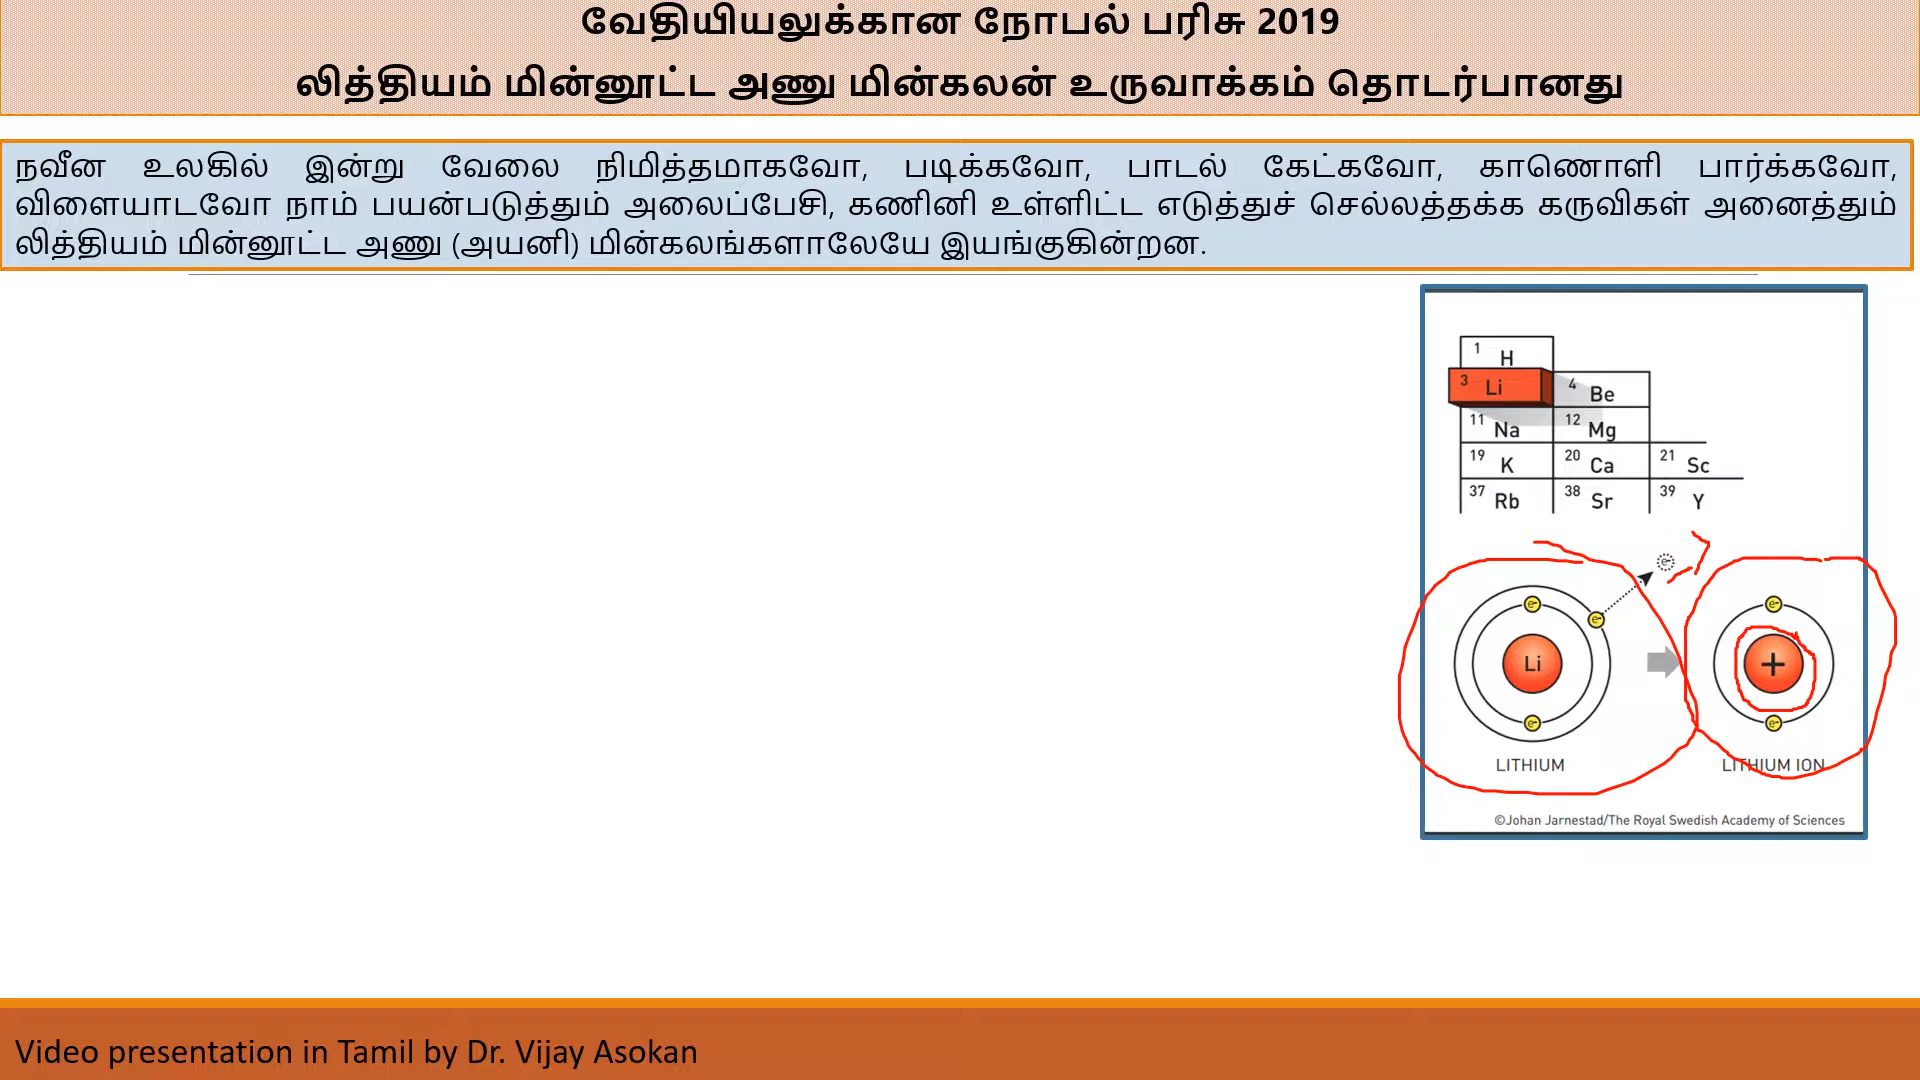 வேதியியலுக்கான நோபல் பரிசு 2019
லித்தியம் மின்னூட்ட அணு மின்கலன் உருவாக்கம் தொடர்பானது
நவீன உலகில் இன்று வேலை நிமித்தமாகவோ, படிக்கவோ, பாடல் கேட்கவோ, காணொளி பார்க்கவோ,
விளையாடவோ நாம் பயன்படுத்தும் அலைப்பேசி, கணினி உள்ளிட்ட எடுத்துச் செல்லத்தக்க கருவிகள் அனைத்தும்
லித்தியம் மின்னூட்ட அணு (அயனி) மின்கலங்களாலேயே இயங்குகின்றன.
1 H
3 Li 4 Be
11 Na 12 Mg
19 K 20 Ca 21 Sc
37 Rb 38 Sr 39 Y
e-
e- e-
e-
Li +
e- e-
LITHIUM LITHIUM ION
©Johan Jarnestad/The Royal Swedish Academy of Sciences
Video presentation in Tamil by Dr. Vijay Asokan